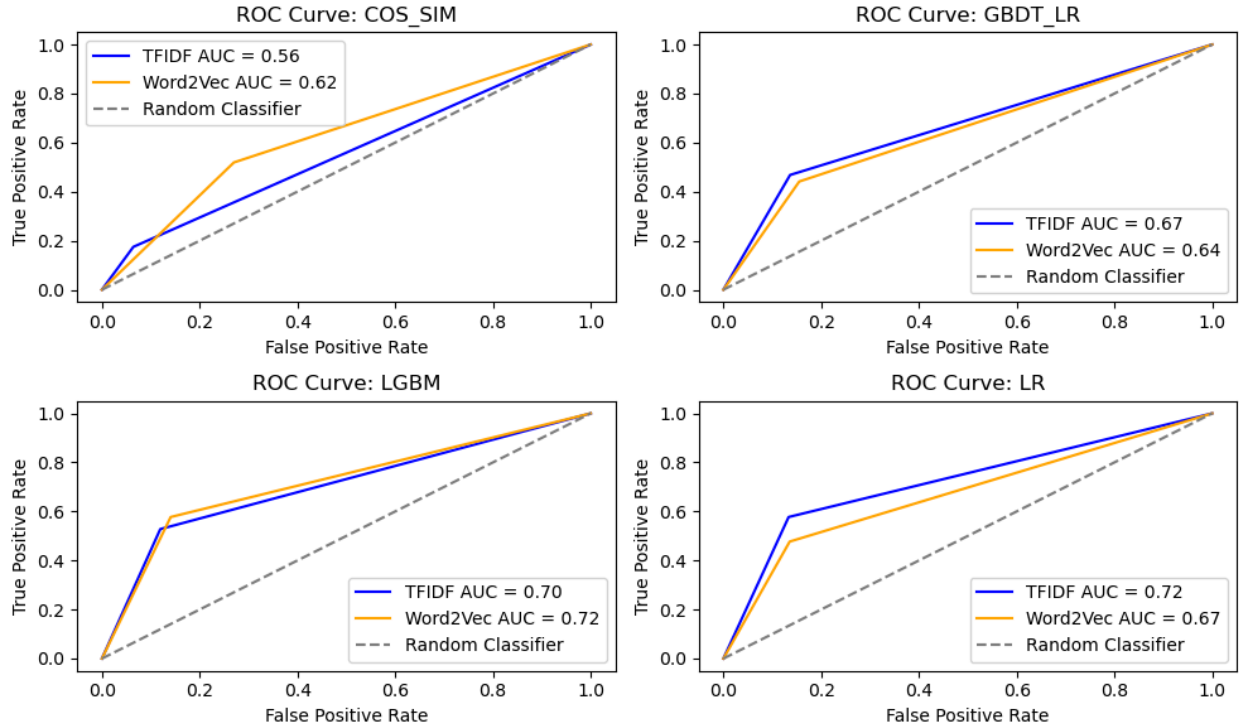 ROC Curve: COS_SIM
True Positive Rate
1.0
0.8
0.6
0.4
0.2
0.0
TFIDF AUC = 0.56
Word2Vec AUC = 0.62
Random Classifier
0.0 0.2 0.4 0.6 0.8 1.0
False Positive Rate
ROC Curve: GBDT_LR
True Positive Rate
1.0
0.8
0.6
0.4
0.2
0.0
TFIDF AUC = 0.67
Word2Vec AUC = 0.64
Random Classifier
0.0 0.2 0.4 0.6 0.8 1.0
False Positive Rate
ROC Curve: LGBM
True Positive Rate
1.0
0.8
0.6
0.4
0.2
0.0
TFIDF AUC = 0.70
Word2Vec AUC = 0.72
Random Classifier
0.0 0.2 0.4 0.6 0.8 1.0
False Positive Rate
ROC Curve: LR
True Positive Rate
1.0
0.8
0.6
0.4
0.2
0.0
TFIDF AUC = 0.72
Word2Vec AUC = 0.67
Random Classifier
0.0 0.2 0.4 0.6 0.8 1.0
False Positive Rate